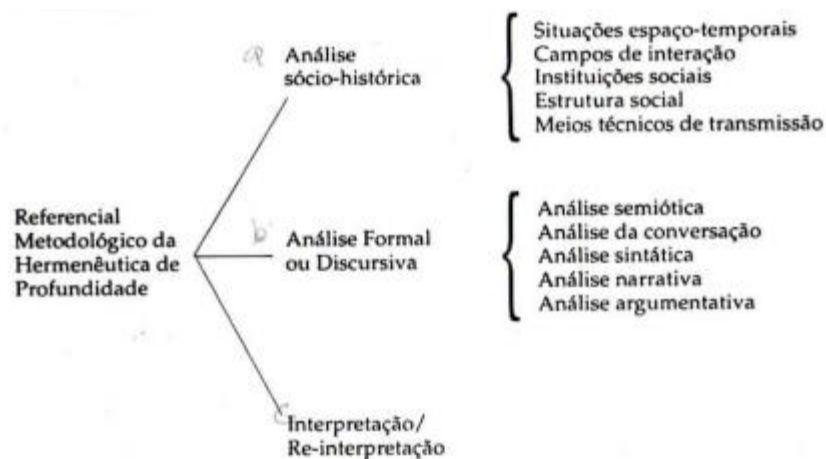 a Análise
sócio-histórica
Situações espaço-temporais
Campos de interação
Instituições sociais
Estrutura social
Meios técnicos de transmissão
Referencial
Metodológico da
Hermenêutica de
Profundidade
b Análise Formal
ou Discursiva
Análise semiótica
Análise da conversação
Análise sintática
Análise narrativa
Análise argumentativa
c Interpretação/
Re-interpretação